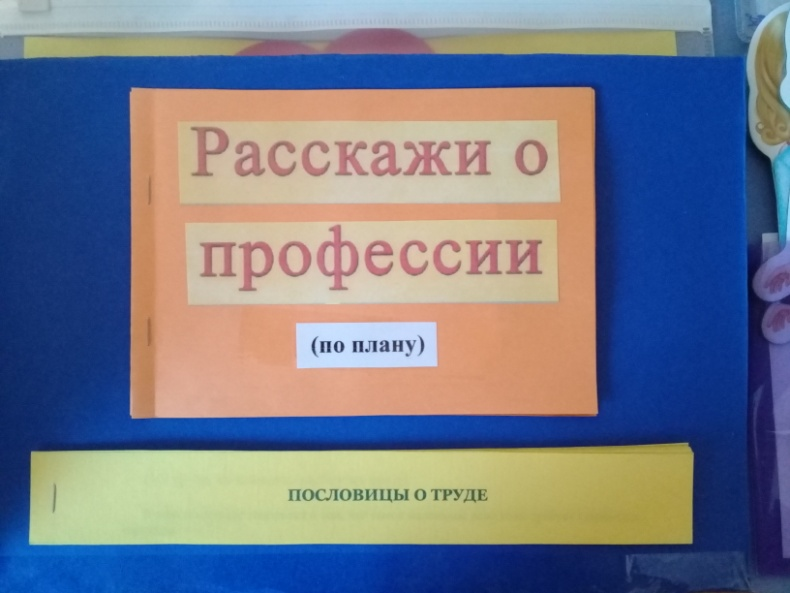 Расскажи о
профессии
(по плану)
ПОСЛОВИЦЫ О ТРУДЕ